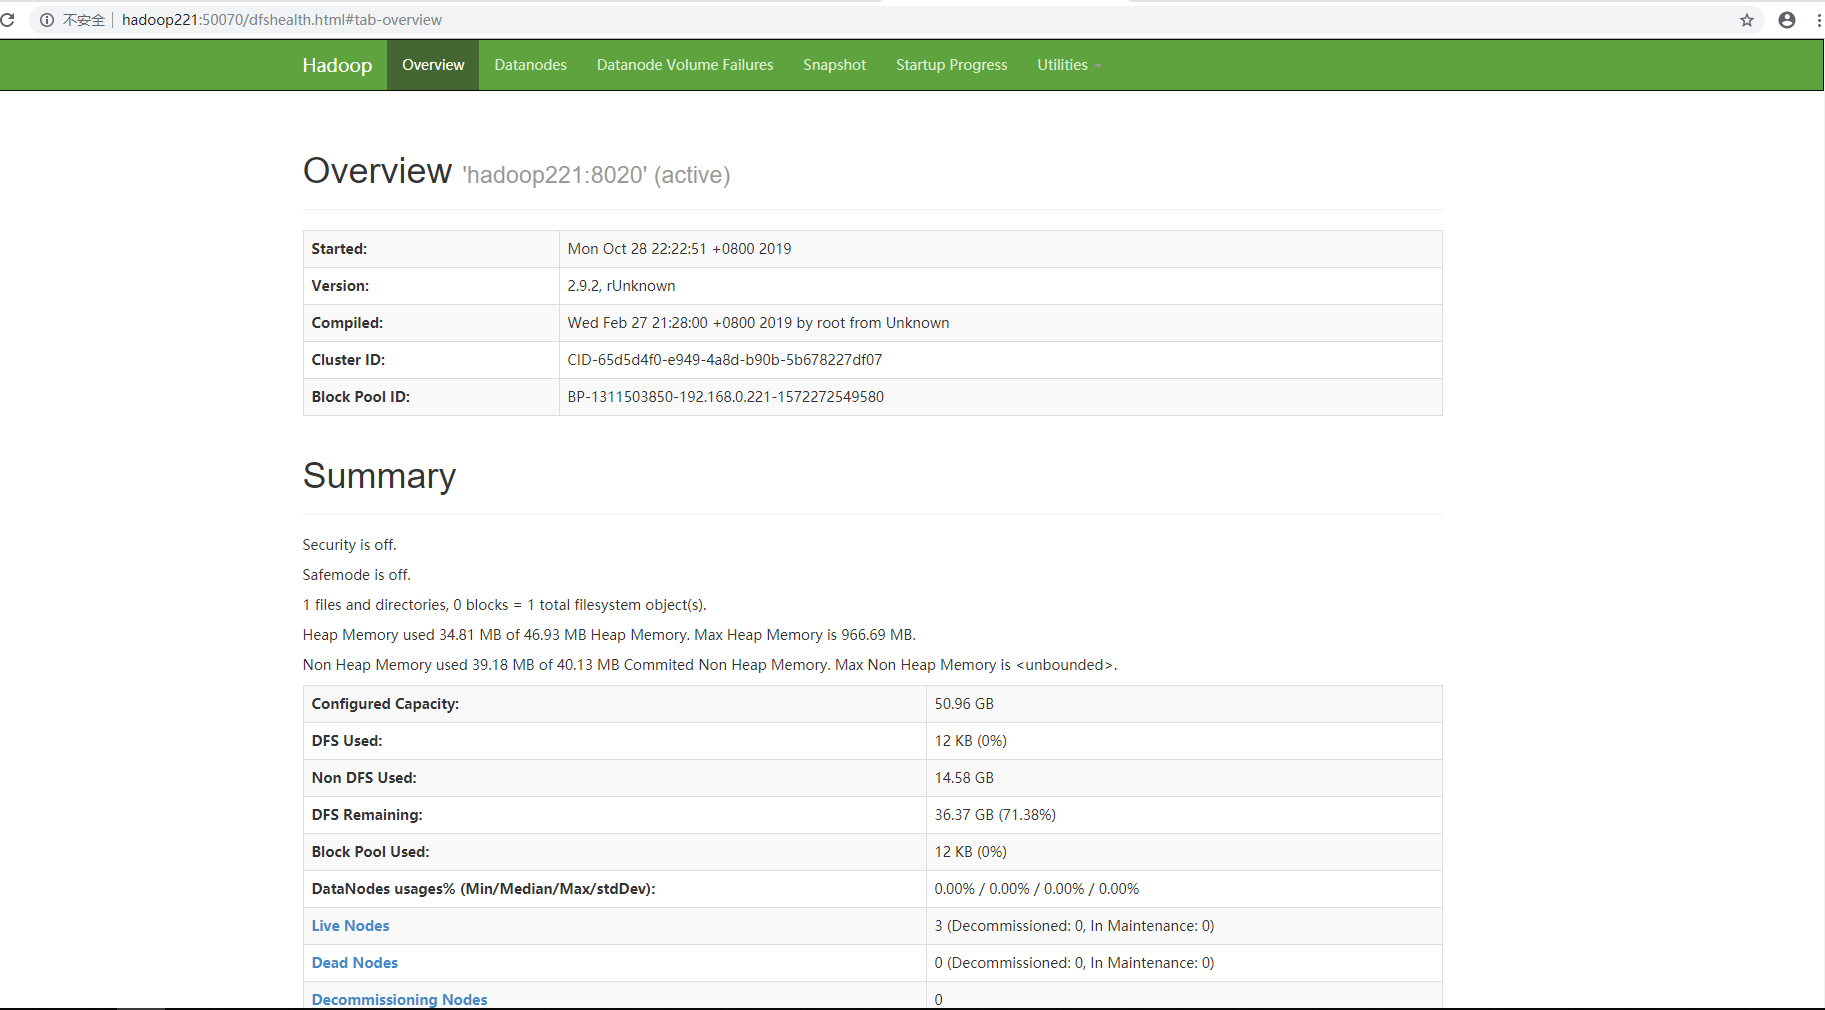 不安全 hadoop221:50070/dfshealth.html#tab-overview
Hadoop Overview Datanodes Datanode Volume Failures Snapshot Startup Progress Utilities
Overview 'hadoop221:8020' (active)
Started: Mon Oct 28 22:22:51 +0800 2019
Version: 2.9.2, rUnknown
Compiled: Wed Feb 27 21:28:00 +0800 2019 by root from Unknown
Cluster ID: CID-65d5d4f0-e949-4a8d-b90b-5b678227df07
Block Pool ID: BP-1311503850-192.168.0.221-1572272549580
Summary
Security is off.
Safemode is off.
1 files and directories, 0 blocks = 1 total filesystem object(s).
Heap Memory used 34.81 MB of 46.93 MB Heap Memory. Max Heap Memory is 966.69 MB.
Non Heap Memory used 39.18 MB of 40.13 MB Commited Non Heap Memory. Max Non Heap Memory is <unbounded>.
Configured Capacity: 50.96 GB
DFS Used: 12 KB (0%)
Non DFS Used: 14.58 GB
DFS Remaining: 36.37 GB (71.38%)
Block Pool Used: 12 KB (0%)
DataNodes usages% (Min/Median/Max/stdDev): 0.00% / 0.00% / 0.00% / 0.00%
Live Nodes 3 (Decommissioned: 0, In Maintenance: 0)
Dead Nodes 0 (Decommissioned: 0, In Maintenance: 0)
Decommissioning Nodes 0